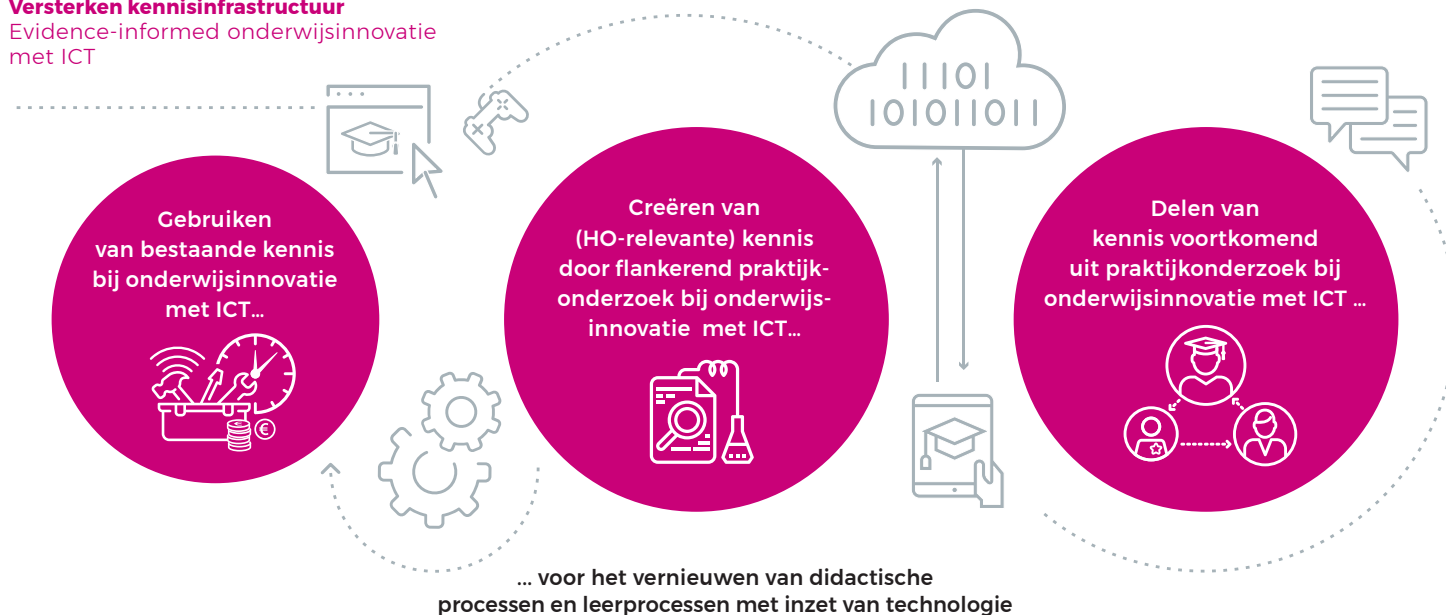 Versterken kennisinfrastructuur
Evidence-informed onderwijsinnovatie
met ICT
11101
101011011
Gebruiken
van bestaande kennis
bij onderwijsinnovatie
met ICT…
€
Creëren van
(HO-relevante) kennis
door flankerend praktijk-
onderzoek bij onderwijs-
innovatie met ICT…
Delen van
kennis voortkomend
uit praktijkonderzoek bij
onderwijsinnovatie met ICT …
... voor het vernieuwen van didactische
processen en leerprocessen met inzet van technologie